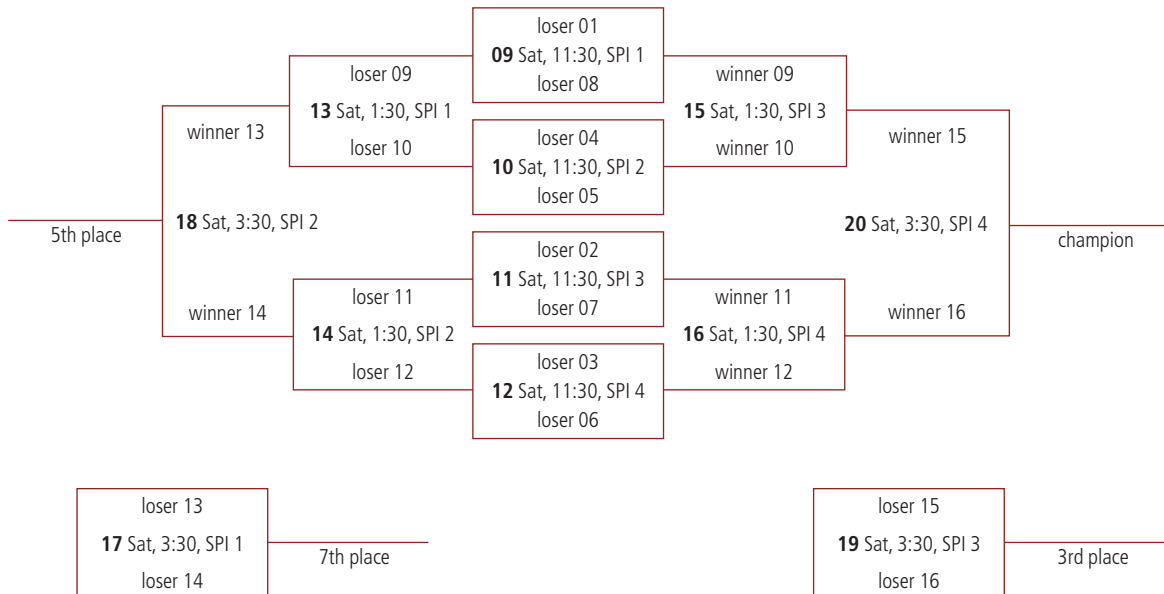 loser 01
09 Sat, 11:30, SPI 1
loser 08
loser 09
13 Sat, 1:30, SPI 1
loser 10
winner 09
15 Sat, 1:30, SPI 3
winner 10
winner 13
loser 04
10 Sat, 11:30, SPI 2
loser 05
winner 15
18 Sat, 3:30, SPI 2
5th place
20 Sat, 3:30, SPI 4
champion
loser 02
11 Sat, 11:30, SPI 3
loser 07
winner 14
loser 11
14 Sat, 1:30, SPI 2
loser 12
winner 11
16 Sat, 1:30, SPI 4
winner 12
winner 16
loser 03
12 Sat, 11:30, SPI 4
loser 06
loser 13
17 Sat, 3:30, SPI 1
loser 14
7th place
loser 15
19 Sat, 3:30, SPI 3
loser 16
3rd place